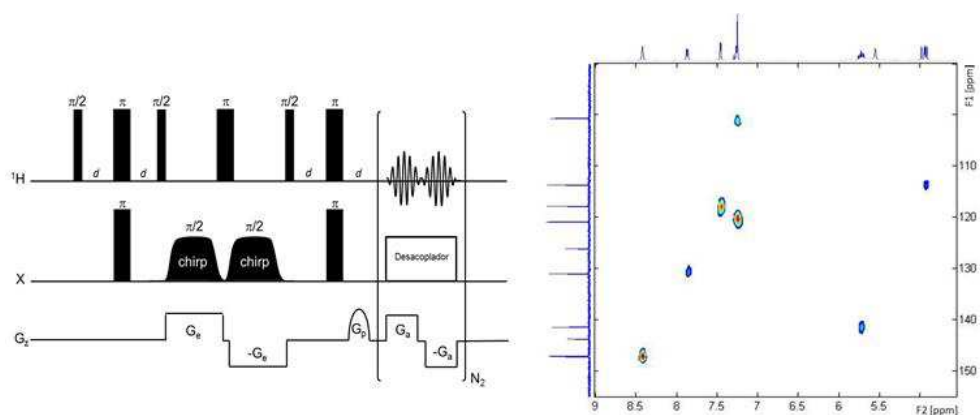 π/2 π π/2 π π/2 π
d d d d
¹H
π π/2 π/2 π
chirp chirp Desacoplador
X
Gz Ge -Ge Gp Ga -Ga
N2
F1 [ppm]
110
120
130
140
150
9 8.5 8 7.5 7 6.5 6 5.5
F2 [ppm]